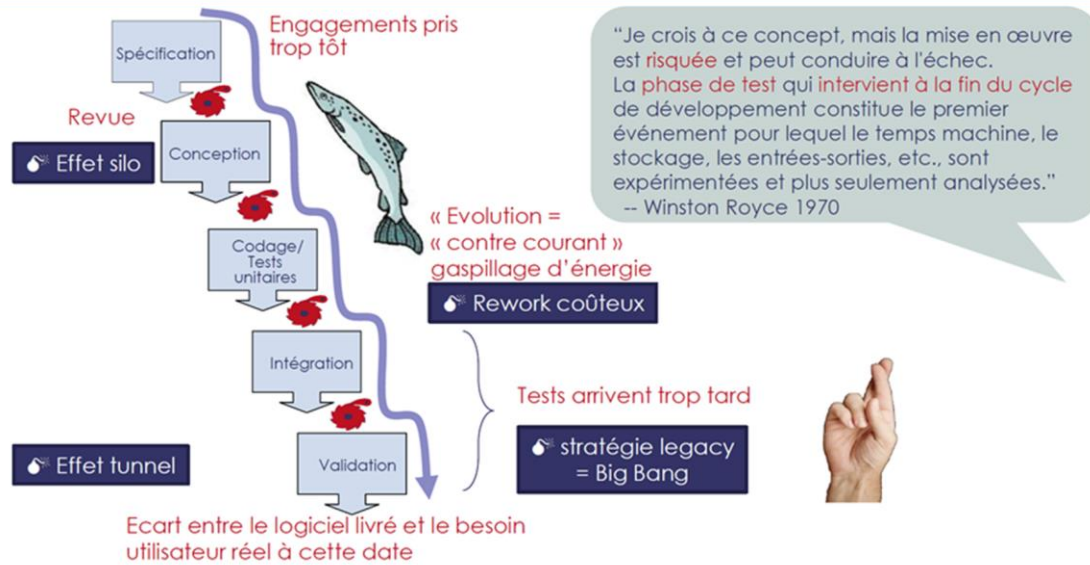 Spécification
Engagements pris
trop tôt
Revue
Effet silo
Conception
« Evolution =
« contre courant »
gaspillage d’énergie
Rework coûteux
Codage/
Tests
unitaires
Intégration
Tests arrivent trop tard
stratégie legacy
= Big Bang
Effet tunnel
Validation
Ecart entre le logiciel livré et le besoin
utilisateur réel à cette date
“Je crois à ce concept, mais la mise en œuvre
est risquée et peut conduire à l'échec.
La phase de test qui intervient à la fin du cycle
de développement constitue le premier
événement pour lequel le temps machine, le
stockage, les entrées-sorties, etc., sont
expérimentées et plus seulement analysées.”
-- Winston Royce 1970